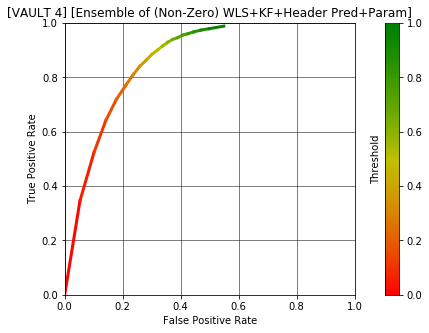 [VAULT 4] [Ensemble of (Non-Zero) WLS+KF+Header Pred+Param]
1.0
0.8
0.6
0.4
0.2
0.0
True Positive Rate
0.0 0.2 0.4 0.6 0.8 1.0
False Positive Rate
Threshold
1.0
0.8
0.6
0.4
0.2
0.0